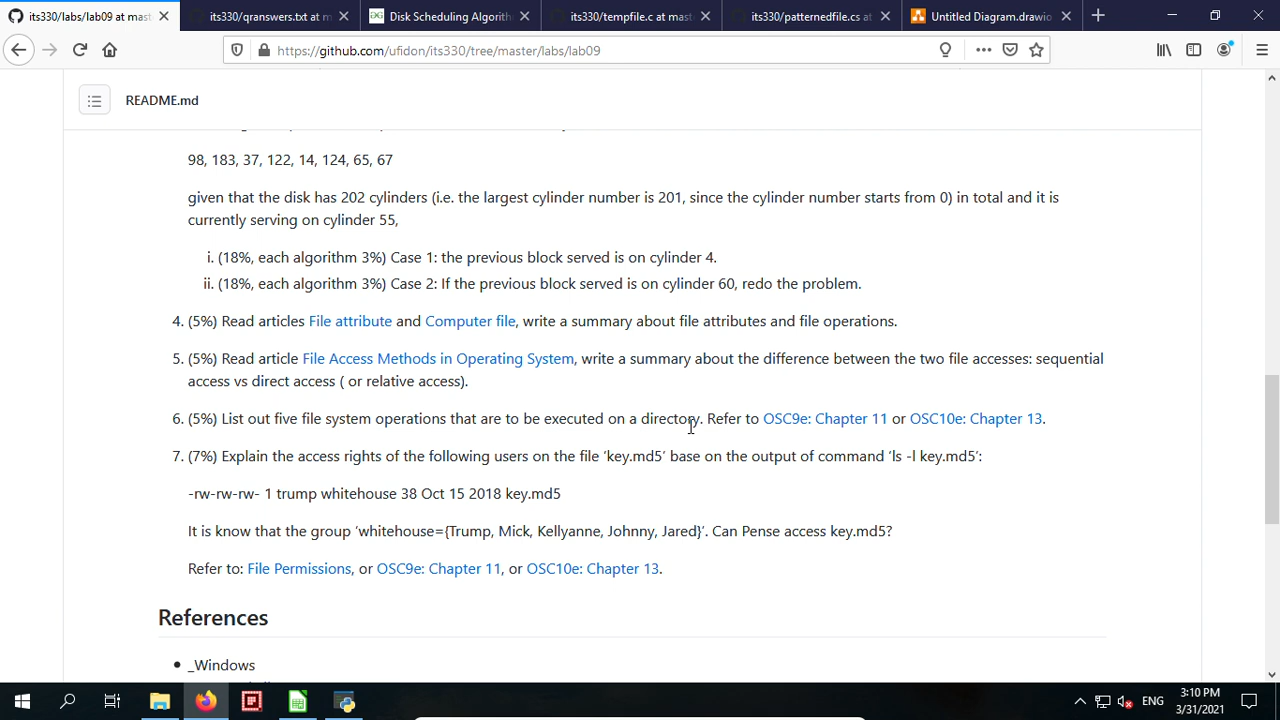 its330/labs/lab09 at mast
its330/qranswers.txt at m
Disk Scheduling Algorith
its330/tempfile.c at mast
its330/patternedfile.cs at
Untitled Diagram.drawio
https://github.com/ufidon/its330/tree/master/labs/lab09
README.md
98, 183, 37, 122, 14, 124, 65, 67
given that the disk has 202 cylinders (i.e. the largest cylinder number is 201, since the cylinder number starts from 0) in total and it is
currently serving on cylinder 55,
i. (18%, each algorithm 3%) Case 1: the previous block served is on cylinder 4.
ii. (18%, each algorithm 3%) Case 2: If the previous block served is on cylinder 60, redo the problem.
4. (5%) Read articles File attribute and Computer file, write a summary about file attributes and file operations.
5. (5%) Read article File Access Methods in Operating System, write a summary about the difference between the two file accesses: sequential
access vs direct access ( or relative access).
6. (5%) List out five file system operations that are to be executed on a directory. Refer to OSC9e: Chapter 11 or OSC10e: Chapter 13.
7. (7%) Explain the access rights of the following users on the file ‘key.md5’ base on the output of command ‘ls -l key.md5’:
-rw-rw-rw- 1 trump whitehouse 38 Oct 15 2018 key.md5
It is know that the group ‘whitehouse={Trump, Mick, Kellyanne, Johnny, Jared}’. Can Pense access key.md5?
Refer to: File Permissions, or OSC9e: Chapter 11, or OSC10e: Chapter 13.
References
• _Windows
ENG
3:10 PM
3/31/2021